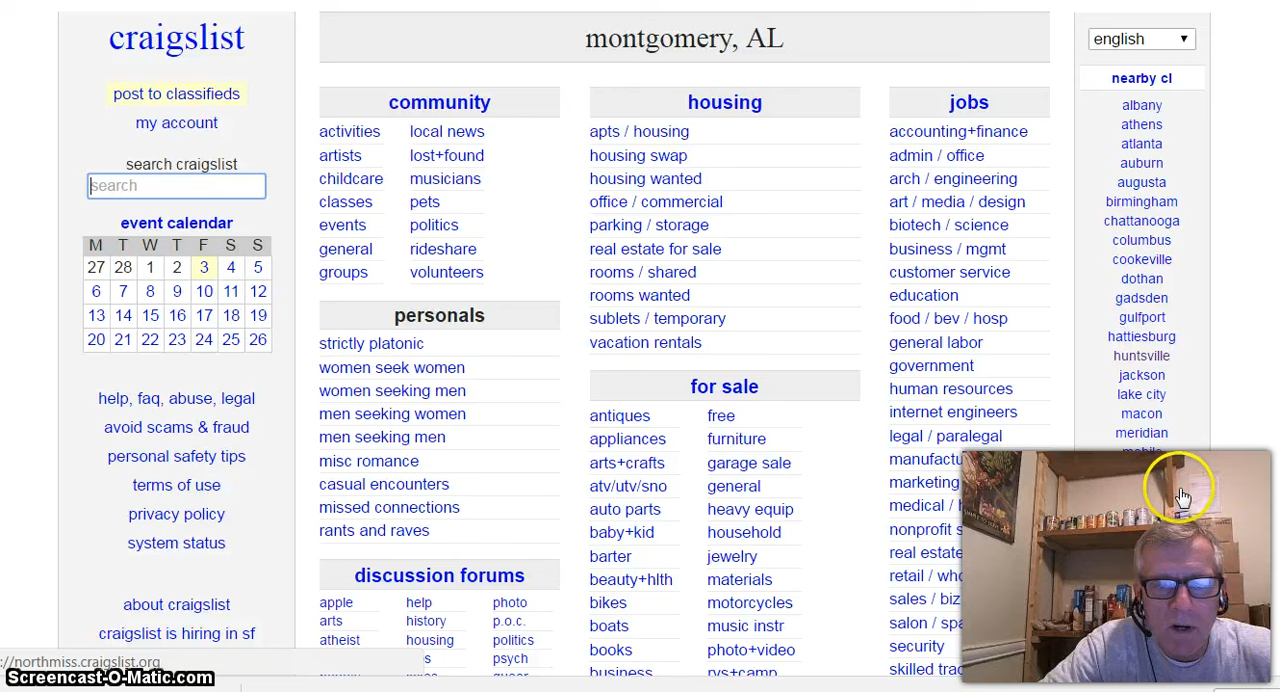 craigslist
post to classifieds
my account
search craigslist
search
event calendar
M T W T F S S
27 28 1 2 3 4 5
6 7 8 9 10 11 12
13 14 15 16 17 18 19
20 21 22 23 24 25 26
help, faq, abuse, legal
avoid scams & fraud
personal safety tips
terms of use
privacy policy
system status
about craigslist
craigslist is hiring in sf
://northmiss.craigslist.org
Screencast-O-Matic.com
montgomery, AL
community
activities local news
artists lost+found
childcare musicians
classes pets
events politics
general rideshare
groups volunteers
personals
strictly platonic
women seek women
women seeking men
men seeking women
men seeking men
misc romance
casual encounters
missed connections
rants and raves
discussion forums
apple help photo
arts history p.o.c.
atheist housing politics
psych
housing
apts / housing
housing swap
housing wanted
office / commercial
parking / storage
real estate for sale
rooms / shared
rooms wanted
sublets / temporary
vacation rentals
for sale
antiques free
appliances furniture
arts+crafts garage sale
atv/utv/sno general
auto parts heavy equip
baby+kid household
barter jewelry
beauty+hlth materials
bikes motorcycles
boats music instr
books photo+video
business rvs+camp
jobs
accounting+finance
admin / office
arch / engineering
art / media / design
biotech / science
business / mgmt
customer service
education
food / bev / hosp
general labor
government
human resources
internet engineers
legal / paralegal
manufactu
marketing
medical / h
nonprofit s
real estate
retail / who
sales / biz
salon / spa
security
skilled trad
english
nearby cl
albany
athens
atlanta
auburn
augusta
birmingham
chattanooga
columbus
cookeville
dothan
gadsden
gulfport
hattiesburg
huntsville
jackson
lake city
macon
meridian